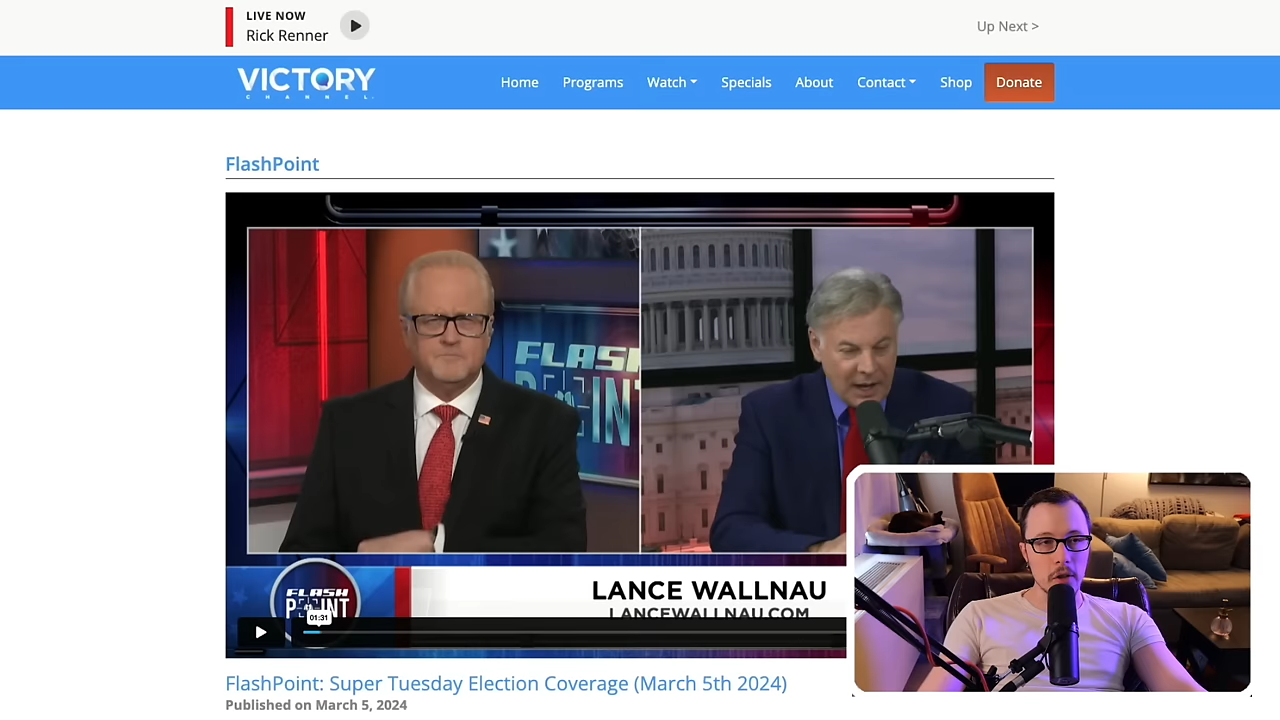 LIVE NOW
Rick Renner
Up Next >
VICTORY
CHANNEL
Home Programs Watch Specials About Contact Shop Donate
FlashPoint
FLASH
POINT
LANCE WALLNAU
LANCEWALLNAU.COM
FLASH
POINT
01:31
FlashPoint: Super Tuesday Election Coverage (March 5th 2024)
Published on March 5, 2024